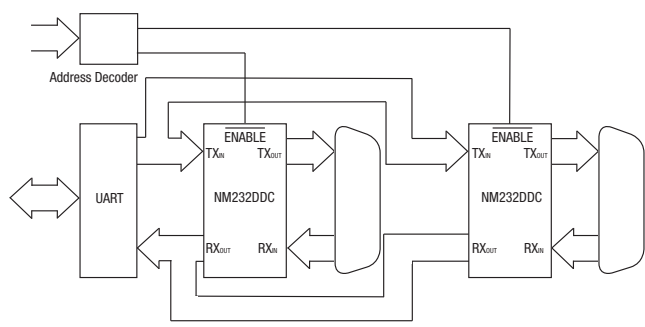 Address Decoder
UART
ENABLE
TXIN TXOUT
NM232DDC
RXOUT RXIN
ENABLE
TXIN TXOUT
NM232DDC
RXOUT RXIN